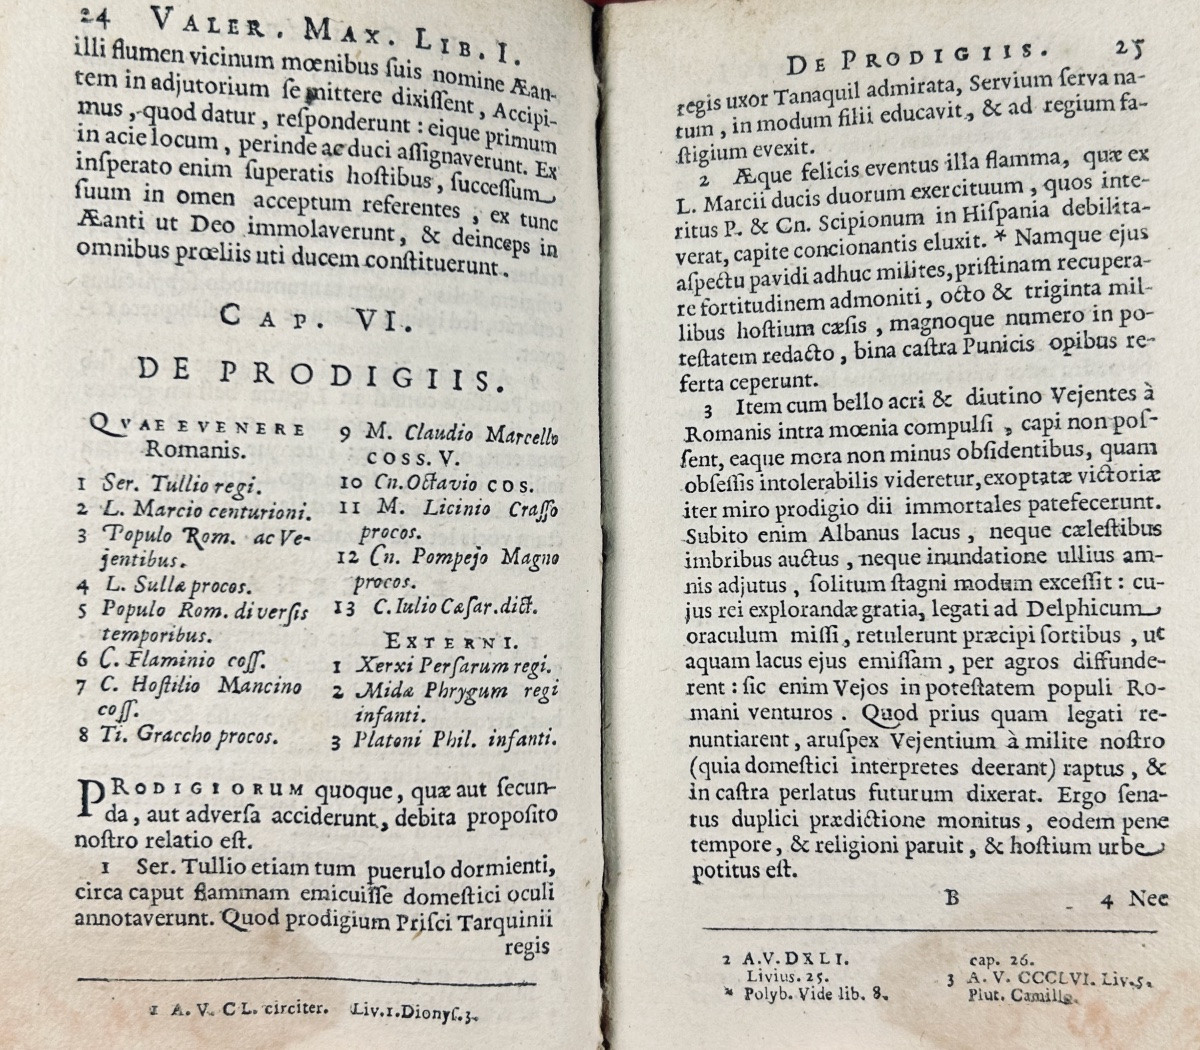 24 VALER. MAX. LIB. I.
illi flumen vicinum mœnibus ſuis nomine Æan-
tem in adjutorium ſe mittere dixiſſent, Accipi-
mus, quod datur, reſponderunt: eique primum
in acie locum, perinde ac duci aſſignaverunt. Ex
inſperato enim ſuperatis hoſtibus, ſucceſſum
ſuum in omen acceptum referentes, ex tunc
Æanti ut Deo immolaverunt, & deinceps in
omnibus prœliis uti ducem conſtituerunt.
CAP. VI.
DE PRODIGIIS.
QVAE EVENERE
Romanis.
1 Ser. Tullio regi.
2 L. Marcio centurioni.
3 Populo Rom. ac Ve-
jentibus.
4 L. Sullæ procos.
5 Populo Rom. diverſis
temporibus.
6 C. Flaminio coſſ.
7 C. Hoſtilio Mancino
coſſ.
8 Ti. Graccho procos.
9 M. Claudio Marcello
COSS. V.
10 Cn. Octavio COS.
11 M. Licinio Craſſo
procos.
12 Cn. Pompejo Magno
procos.
13 C. Iulio Cæſar. dict.
EXTERNI.
1 Xerxi Perſarum regi.
2 Midæ Phrygum regi
infanti.
3 Platoni Phil. infanti.
PRODIGIORUM quoque, quæ aut ſecun-
da, aut adverſa acciderunt, debita propoſito
noſtro relatio eſt.
1 Ser. Tullio etiam tum puerulo dormienti,
circa caput flammam emicuiſſe domeſtici oculi
annotaverunt. Quod prodigium Priſci Tarquinii
regis
1 A. V. CL. circiter. Liv. 1. Dionyſ. 3.
DE PRODIGIIS. 25
regis uxor Tanaquil admirata, Servium ſerva na-
tum, in modum filii educavit, & ad regium fa-
ſtigium evexit.
2 Æque felicis eventus illa flamma, quæ ex
L. Marcii ducis duorum exercituum, quos inte-
ritus P. & Cn. Scipionum in Hiſpania debilita-
verat, capite concionantis eluxit. * Namque ejus
aſpectu pavidi adhuc milites, priſtinam recupera-
re fortitudinem admoniti, octo & triginta mil-
libus hoſtium cæſis, magnoque numero in po-
teſtatem redacto, bina caſtra Punicis opibus re-
ferta ceperunt.
3 Item cum bello acri & diutino Vejentes à
Romanis intra mœnia compulſi, capi non poſ-
ſent, eaque mora non minus obſidentibus, quam
obſeſſis intolerabilis videretur, exoptatæ victoriæ
iter miro prodigio dii immortales patefecerunt.
Subito enim Albanus lacus, neque cæleſtibus
imbribus auctus, neque inundatione ullius am-
nis adjutus, ſolitum ſtagni modum exceſſit: cu-
jus rei explorandæ gratia, legati ad Delphicum
oraculum miſſi, retulerunt præcipi ſortibus, ut
aquam lacus ejus emiſſam, per agros diffunde-
rent: ſic enim Vejos in poteſtatem populi Ro-
mani venturos. Quod prius quam legati re-
nuntiarent, aruſpex Vejentium à milite noſtro
(quia domeſtici interpretes deerant) raptus, &
in caſtra perlatus futurum dixerat. Ergo ſena-
tus duplici prædictione monitus, eodem pene
tempore, & religioni paruit, & hoſtium urbe
potitus eſt.
B 4 Nec
2 A. V. DXLI.
Livius. 25.
* Polyb. Vide lib. 8.
cap. 26.
3 A. V. CCCLVI. Liv. 5.
Plut. Camillo.